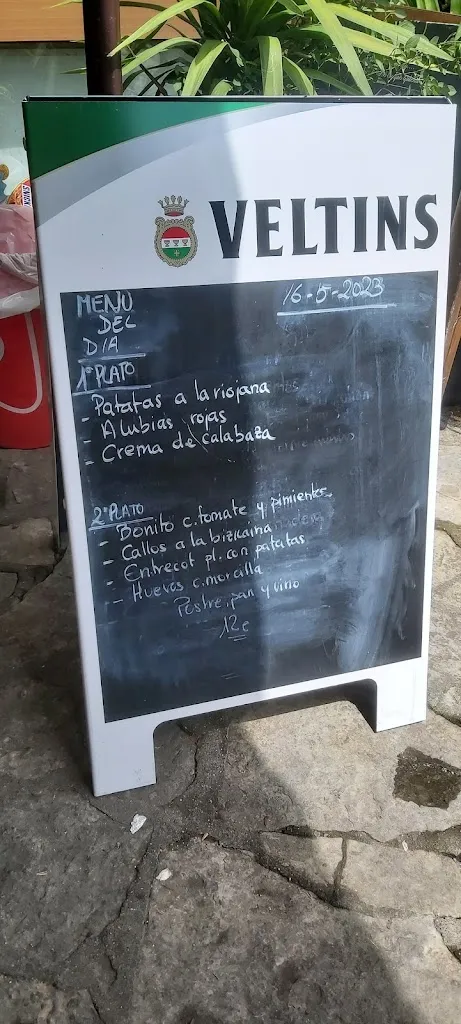 VELTINS
MENU
DEL
DIA
16-5-2023
1º PLATO
- Patatas a la riojana
- Alubias rojas
- Crema de calabaza
2º PLATO
- Bonito c. tomate y pimientos
- Callos a la bizcaina
- Entrecot pl. con patatas
- Huevos c. morcilla
Postre, pan y vino
12€